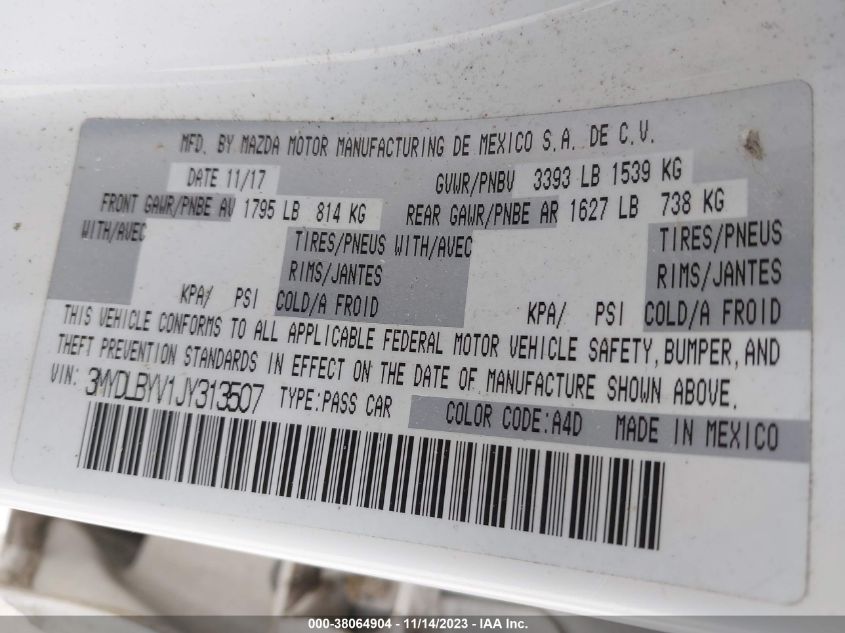 MFD. BY MAZDA MOTOR MANUFACTURING DE MEXICO S.A. DE C.V.
DATE 11/17 GVWR/PNBV 3393 LB 1539 KG
FRONT GAWR/PNBE AV 1795 LB 814 KG REAR GAWR/PNBE AR 1627 LB 738 KG
WITH/AVEC TIRES/PNEUS WITH/AVEC TIRES/PNEUS
RIMS/JANTES RIMS/JANTES
KPA/ PSI COLD/A FROID KPA/ PSI COLD/A FROID
THIS VEHICLE CONFORMS TO ALL APPLICABLE FEDERAL MOTOR VEHICLE SAFETY, BUMPER, AND
THEFT PREVENTION STANDARDS IN EFFECT ON THE DATE OF MANUFACTURE SHOWN ABOVE.
VIN: 3MYDLBYV1JY313507 TYPE:PASS CAR COLOR CODE:A4D MADE IN MEXICO
000-38064904 - 11/14/2023 - IAA Inc.